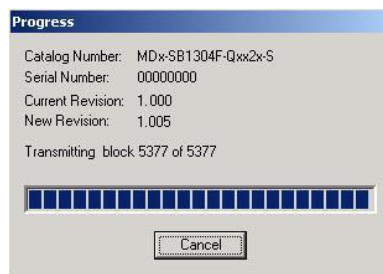 Progress
Catalog Number: MDx-SB1304F-Qxx2x-S
Serial Number: 00000000
Current Revision: 1.000
New Revision: 1.005
Transmitting block 5377 of 5377
Cancel